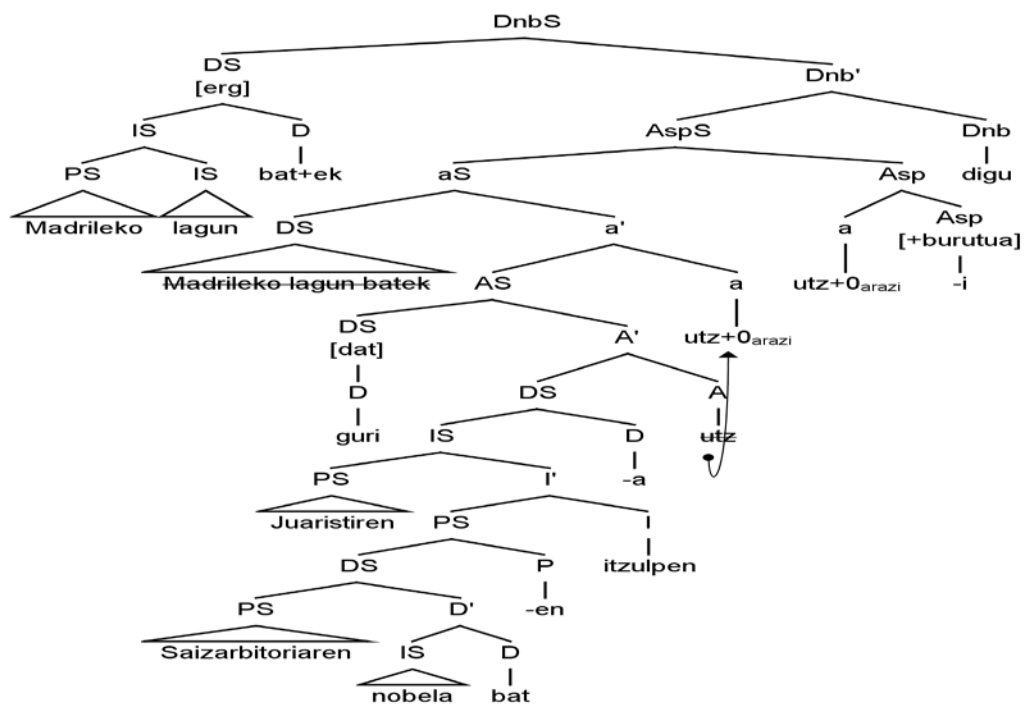 DnbS
DS Dnb'
[erg]
IS D AspS Dnb
PS IS bat+ek aS Asp digu
Madrileko lagun DS a' a Asp
[+burutua]
Madrileko lagun batek AS a utz+0arazi -i
DS A' utz+0arazi
[dat]
D DS A
guri IS D utz
PS I' -a
Juaristiren PS I
DS P itzulpen
PS D' -en
Saizarbitoriaren IS D
nobela bat